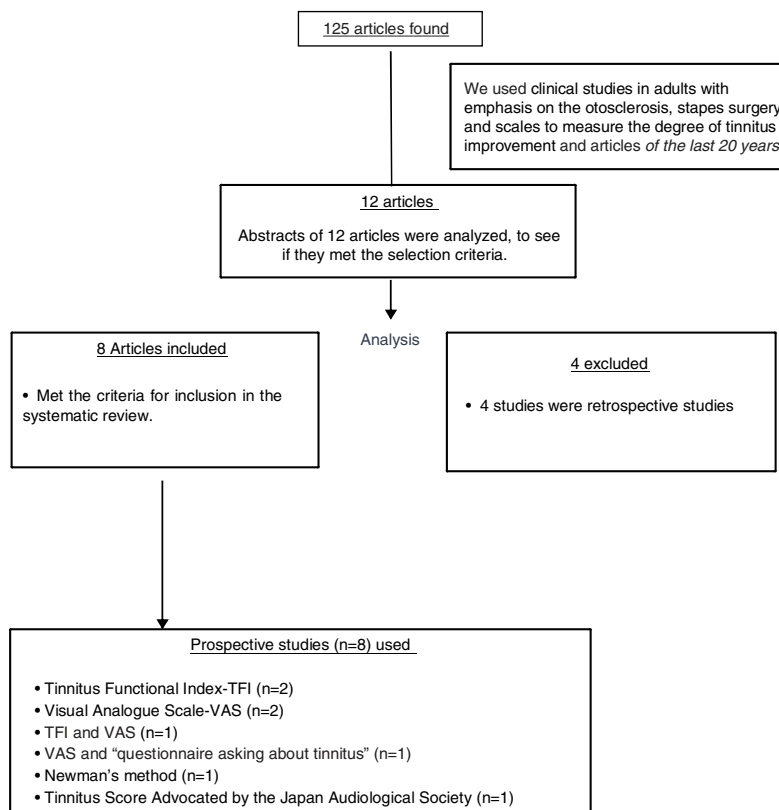 125 articles found
We used clinical studies in adults with
emphasis on the otosclerosis, stapes surgery
and scales to measure the degree of tinnitus
improvement and articles of the last 20 years
12 articles
Abstracts of 12 articles were analyzed, to see
if they met the selection criteria.
Analysis
8 Articles included
• Met the criteria for inclusion in the
systematic review.
4 excluded
• 4 studies were retrospective studies
Prospective studies (n=8) used
• Tinnitus Functional Index-TFI (n=2)
• Visual Analogue Scale-VAS (n=2)
• TFI and VAS (n=1)
• VAS and “questionnaire asking about tinnitus” (n=1)
• Newman’s method (n=1)
• Tinnitus Score Advocated by the Japan Audiological Society (n=1)